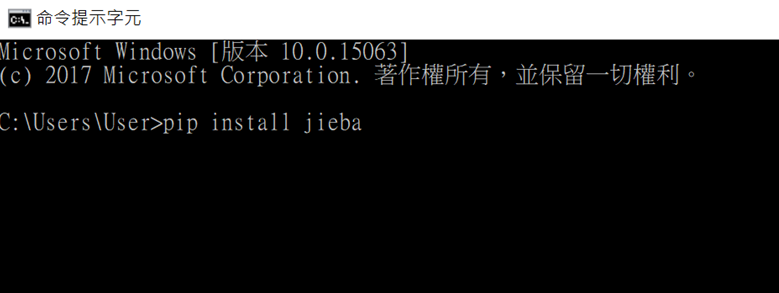 命令提示字元
Microsoft Windows [版本 10.0.15063]
(c) 2017 Microsoft Corporation. 著作權所有，並保留一切權利。
C:\Users\User>pip install jieba